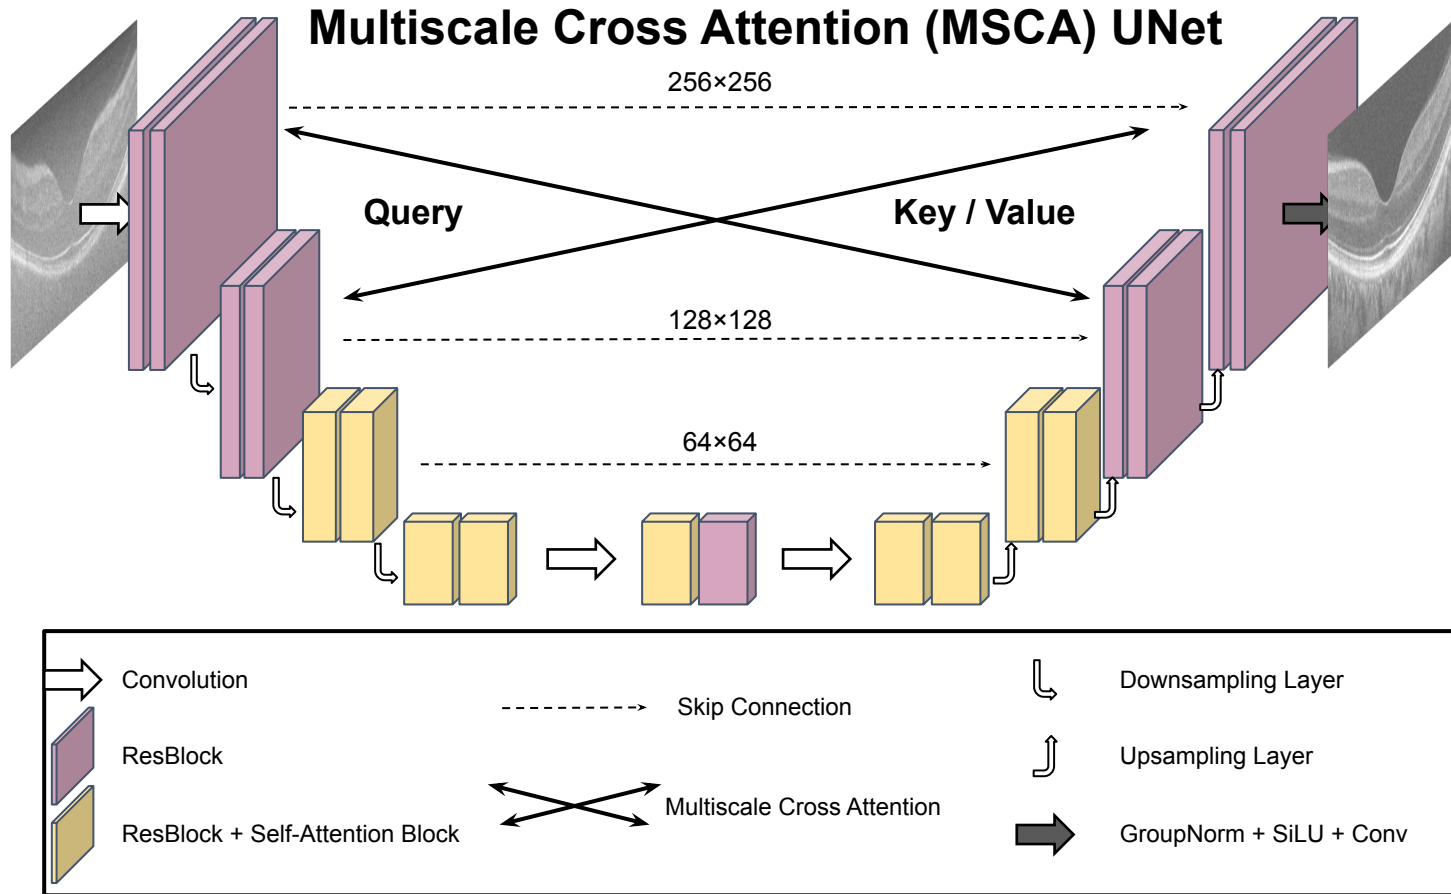 Multiscale Cross Attention (MSCA) UNet
256×256
Query
Key / Value
128×128
64×64
Convolution
Skip Connection
Downsampling Layer
ResBlock
Upsampling Layer
Multiscale Cross Attention
ResBlock + Self-Attention Block
GroupNorm + SiLU + Conv